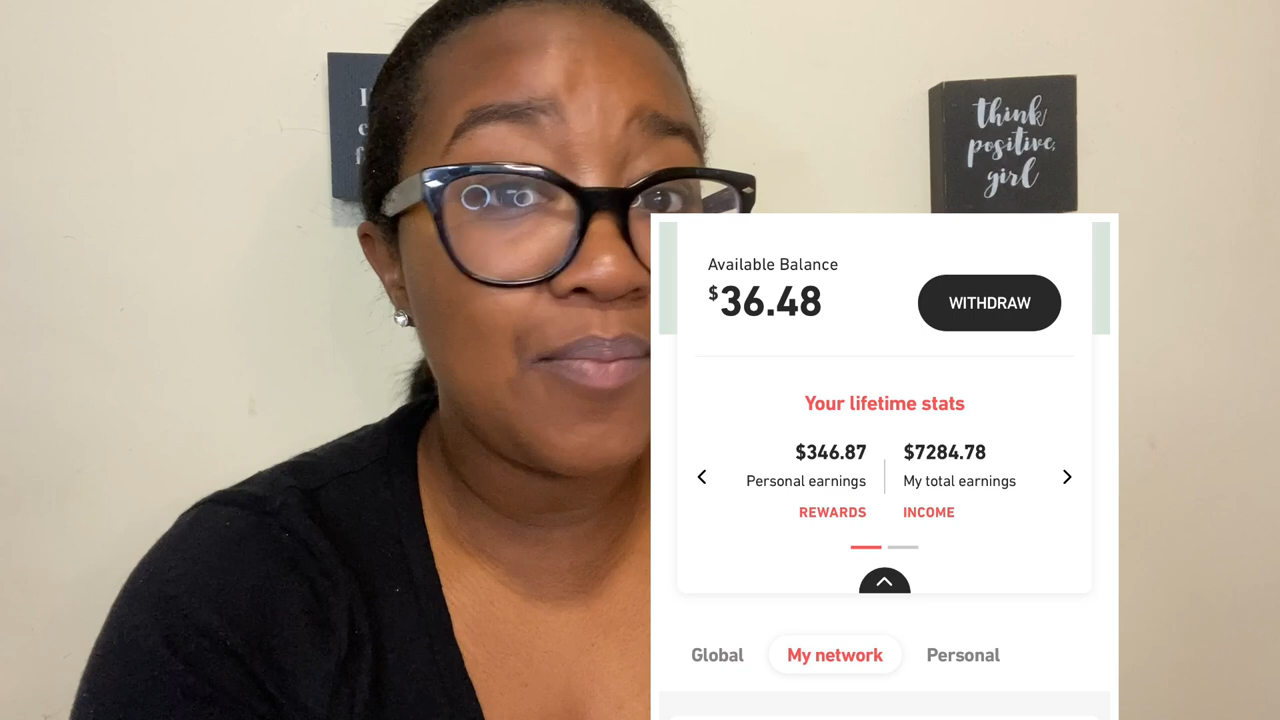 think
positive,
girl
Available Balance
$36.48
WITHDRAW
Your lifetime stats
$346.87
$7284.78
Personal earnings
My total earnings
REWARDS
INCOME
Global
My network
Personal